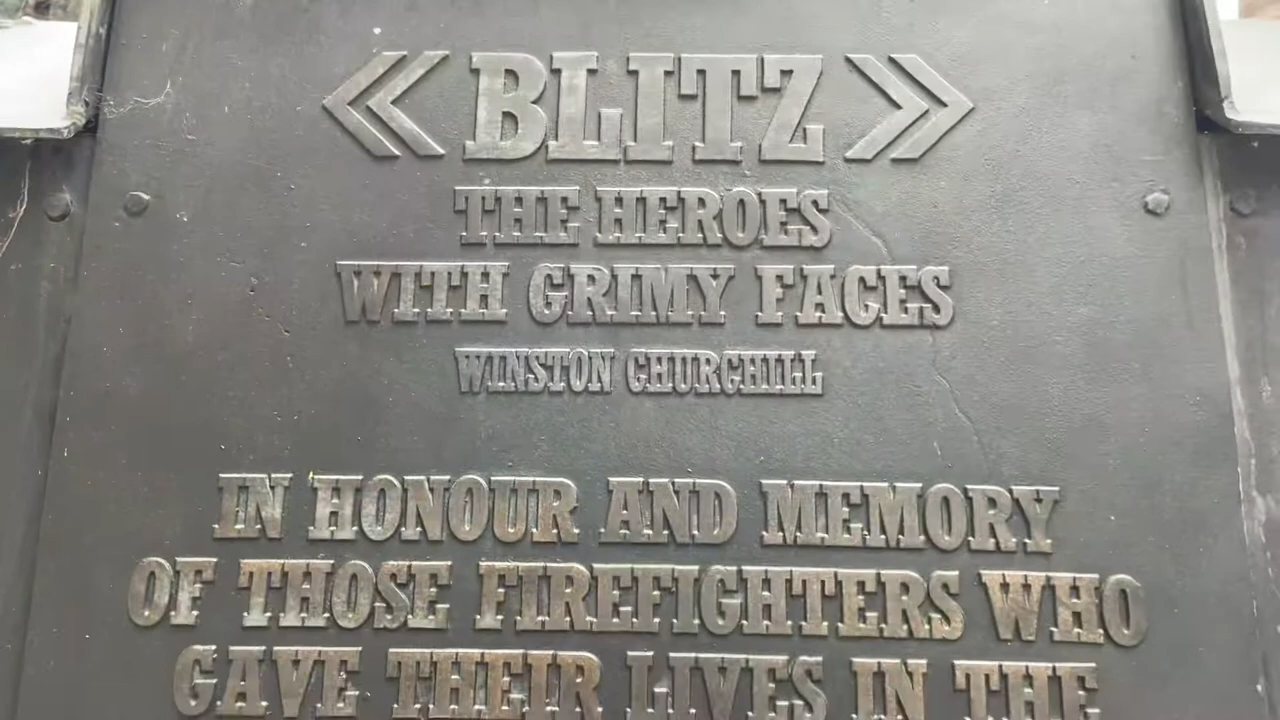 « BLITZ »
THE HEROES
WITH GRIMY FACES
WINSTON CHURCHILL
IN HONOUR AND MEMORY
OF THOSE FIREFIGHTERS WHO
GAVE THEIR LIVES IN THE